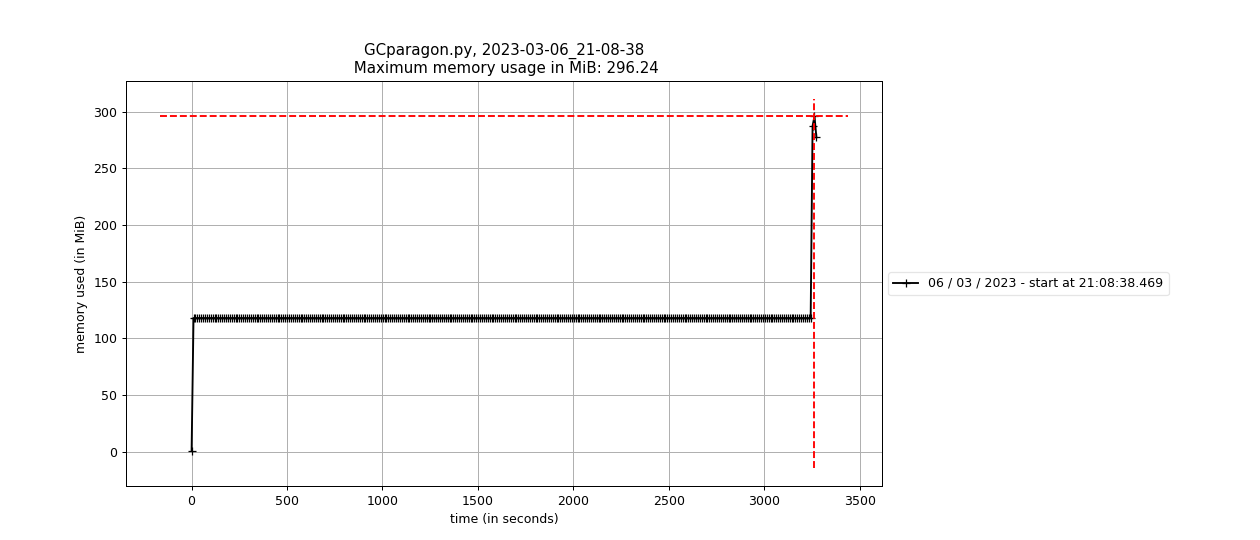 GCparagon.py, 2023-03-06_21-08-38
Maximum memory usage in MiB: 296.24
300
250
200
150
100
50
0
memory used (in MiB)
06 / 03 / 2023 - start at 21:08:38.469
0 500 1000 1500 2000 2500 3000 3500
time (in seconds)